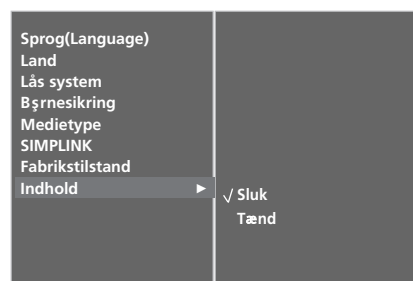 Sprog(Language)
Land
Lås system
Bşrnesikring
Medietype
SIMPLINK
Fabrikstilstand
Indhold ►
√ Sluk
Tænd